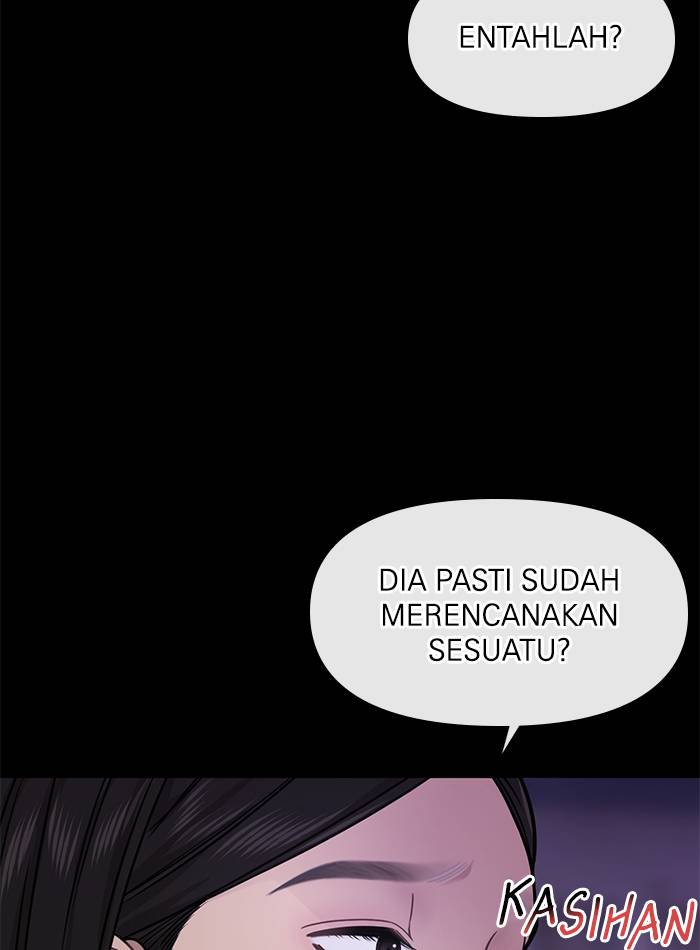 ENTAHLAH?
DIA PASTI SUDAH
MERENCANAKAN
SESUATU?
KASIHAN